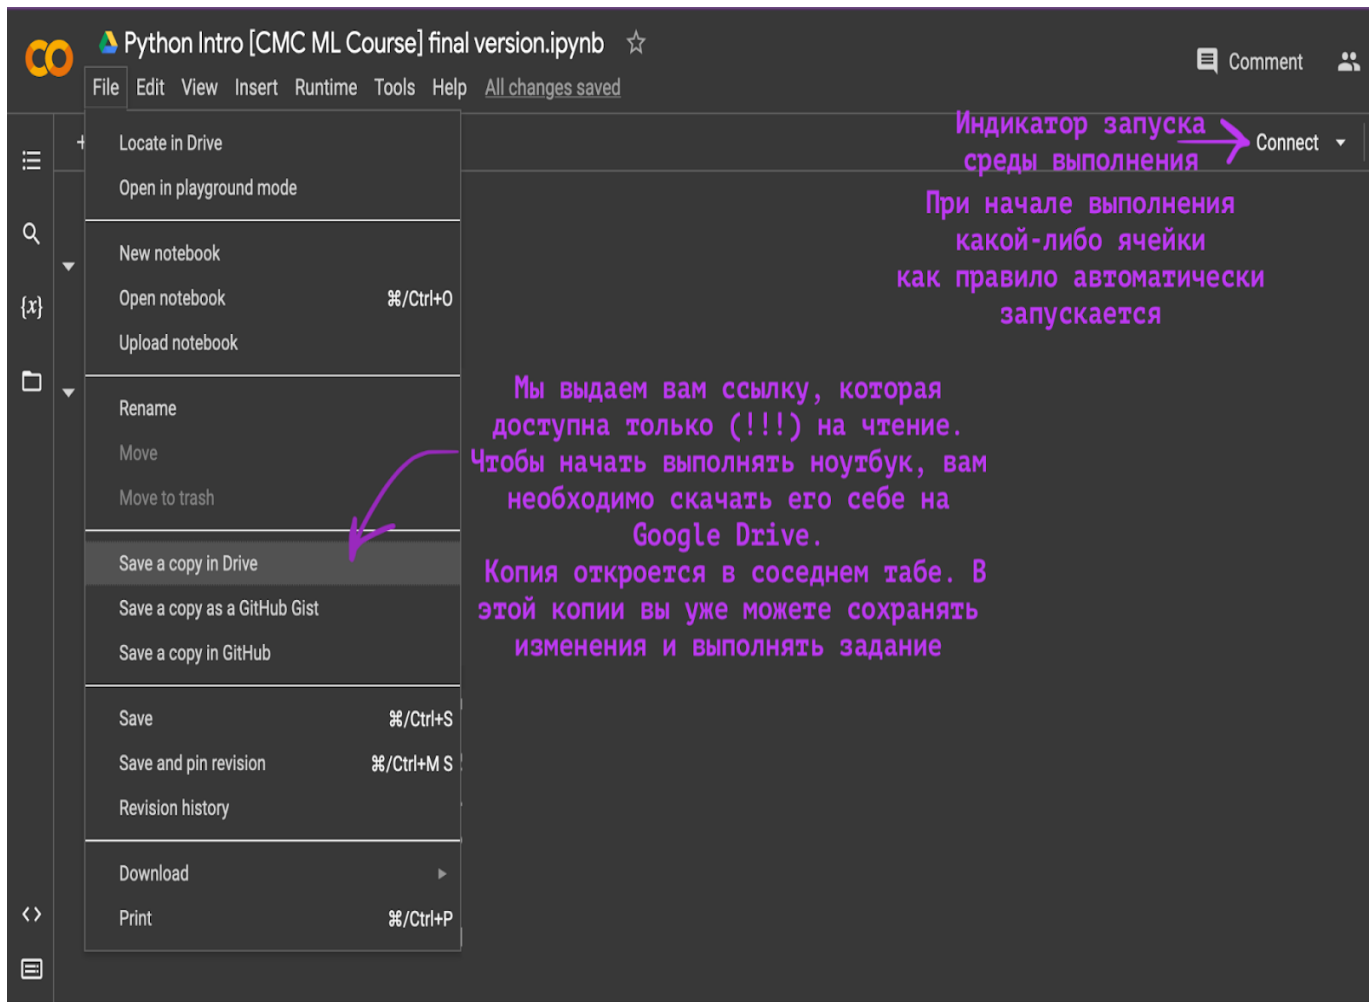 Python Intro [CMC ML Course] final version.ipynb
Comment
File Edit View Insert Runtime Tools Help All changes saved
Индикатор запуска
среды выполнения
Connect
При начале выполнения
какой-либо ячейки
как правило автоматически
запускается
Locate in Drive
Open in playground mode
New notebook
Open notebook ⌘/Ctrl+O
Upload notebook
Rename
Move
Move to trash
Save a copy in Drive
Save a copy as a GitHub Gist
Save a copy in GitHub
Save ⌘/Ctrl+S
Save and pin revision ⌘/Ctrl+M S
Revision history
Download
Print ⌘/Ctrl+P
Мы выдаем вам ссылку, которая
доступна только (!!!) на чтение.
Чтобы начать выполнять ноутбук, вам
необходимо скачать его себе на
Google Drive.
Копия откроется в соседнем табе. В
этой копии вы уже можете сохранять
изменения и выполнять задание
{x}